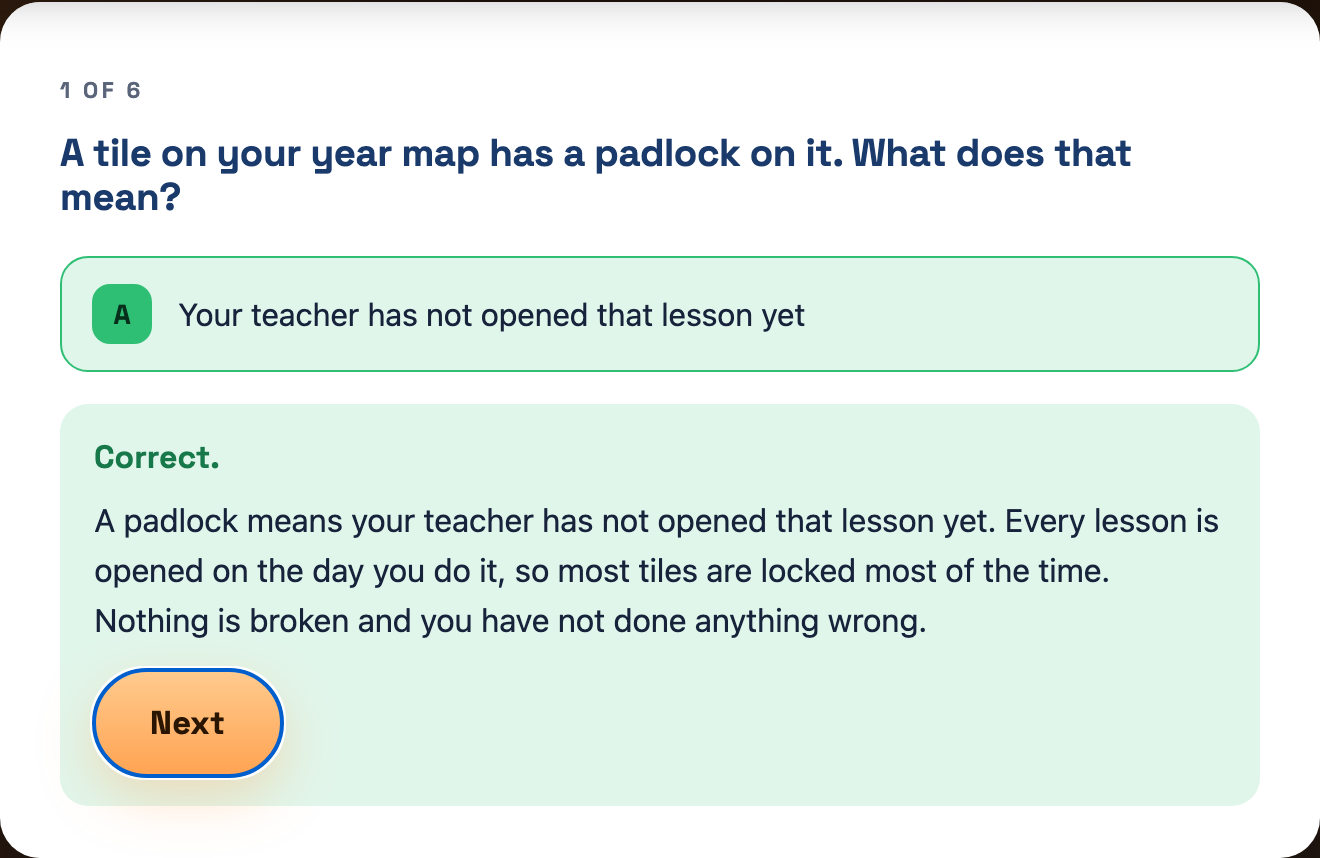 1 OF 6
A tile on your year map has a padlock on it. What does that
mean?
A
Your teacher has not opened that lesson yet
Correct.
A padlock means your teacher has not opened that lesson yet. Every lesson is
opened on the day you do it, so most tiles are locked most of the time.
Nothing is broken and you have not done anything wrong.
Next